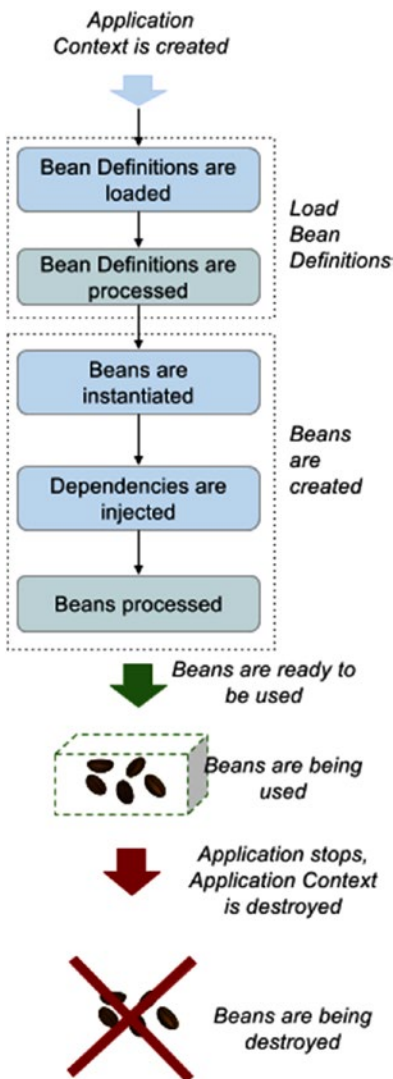 Application
Context is created
Bean Definitions are
loaded
Load
Bean
Definitions
Bean Definitions are
processed
Beans are
instantiated
Beans
are
created
Dependencies are
injected
Beans processed
Beans are ready to
be used
Beans are being
used
Application stops,
Application Context
is destroyed
Beans are being
destroyed